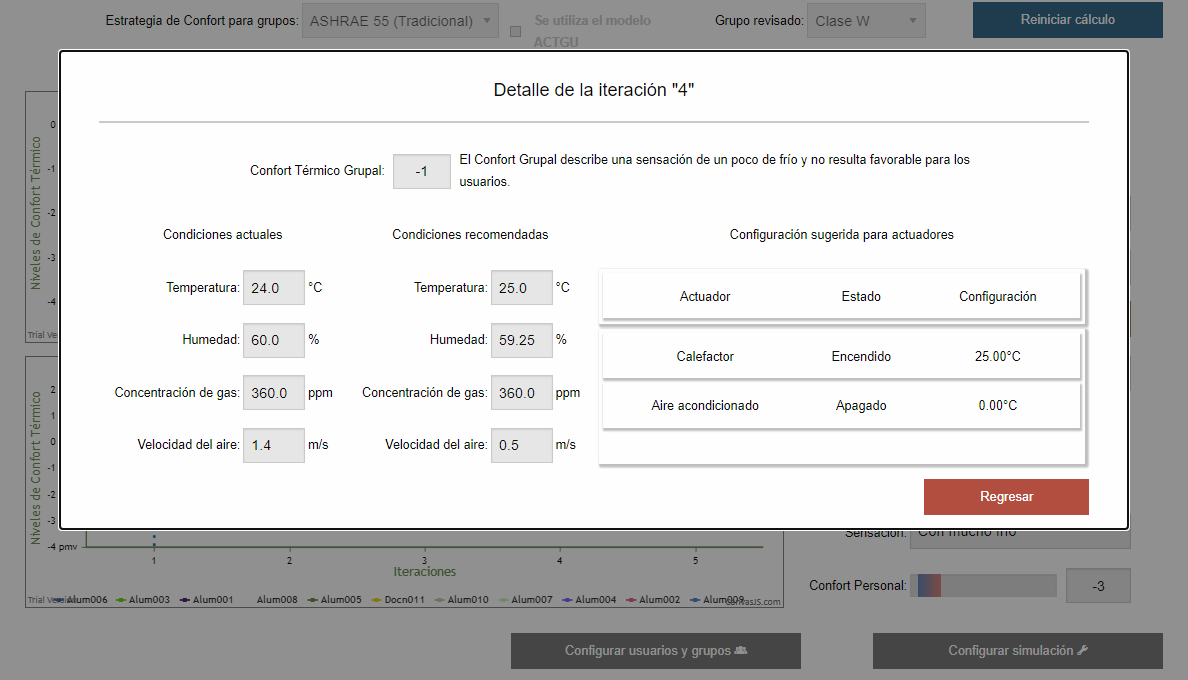 Estrategia de Confort para grupos: ASHRAE 55 (Tradicional) Se utiliza el modelo ACTGU Grupo revisado: Clase W Reiniciar cálculo
Detalle de la iteración "4"
Confort Térmico Grupal: -1 El Confort Grupal describe una sensación de un poco de frío y no resulta favorable para los
usuarios.
Condiciones actuales Condiciones recomendadas Configuración sugerida para actuadores
Temperatura: 24.0 °C Temperatura: 25.0 °C
Actuador Estado Configuración
Humedad: 60.0 % Humedad: 59.25 %
Calefactor Encendido 25.00°C
Concentración de gas: 360.0 ppm Concentración de gas: 360.0 ppm
Aire acondicionado Apagado 0.00°C
Velocidad del aire: 1.4 m/s Velocidad del aire: 0.5 m/s
Regresar
Niveles de Confort Térmico
0
-1
-2
-3
-4
Trial Ve
Niveles de Confort Térmico
2
1
0
-1
-2
-3
-4 pmv
1 2 3 4 5
Iteraciones
Alum006 Alum003 Alum001 Alum008 Alum005 Docn011 Alum010 Alum007 Alum004 Alum002 Alum009
Sensación: Con mucho frío
Confort Personal: -3
Configurar usuarios y grupos Configurar simulación